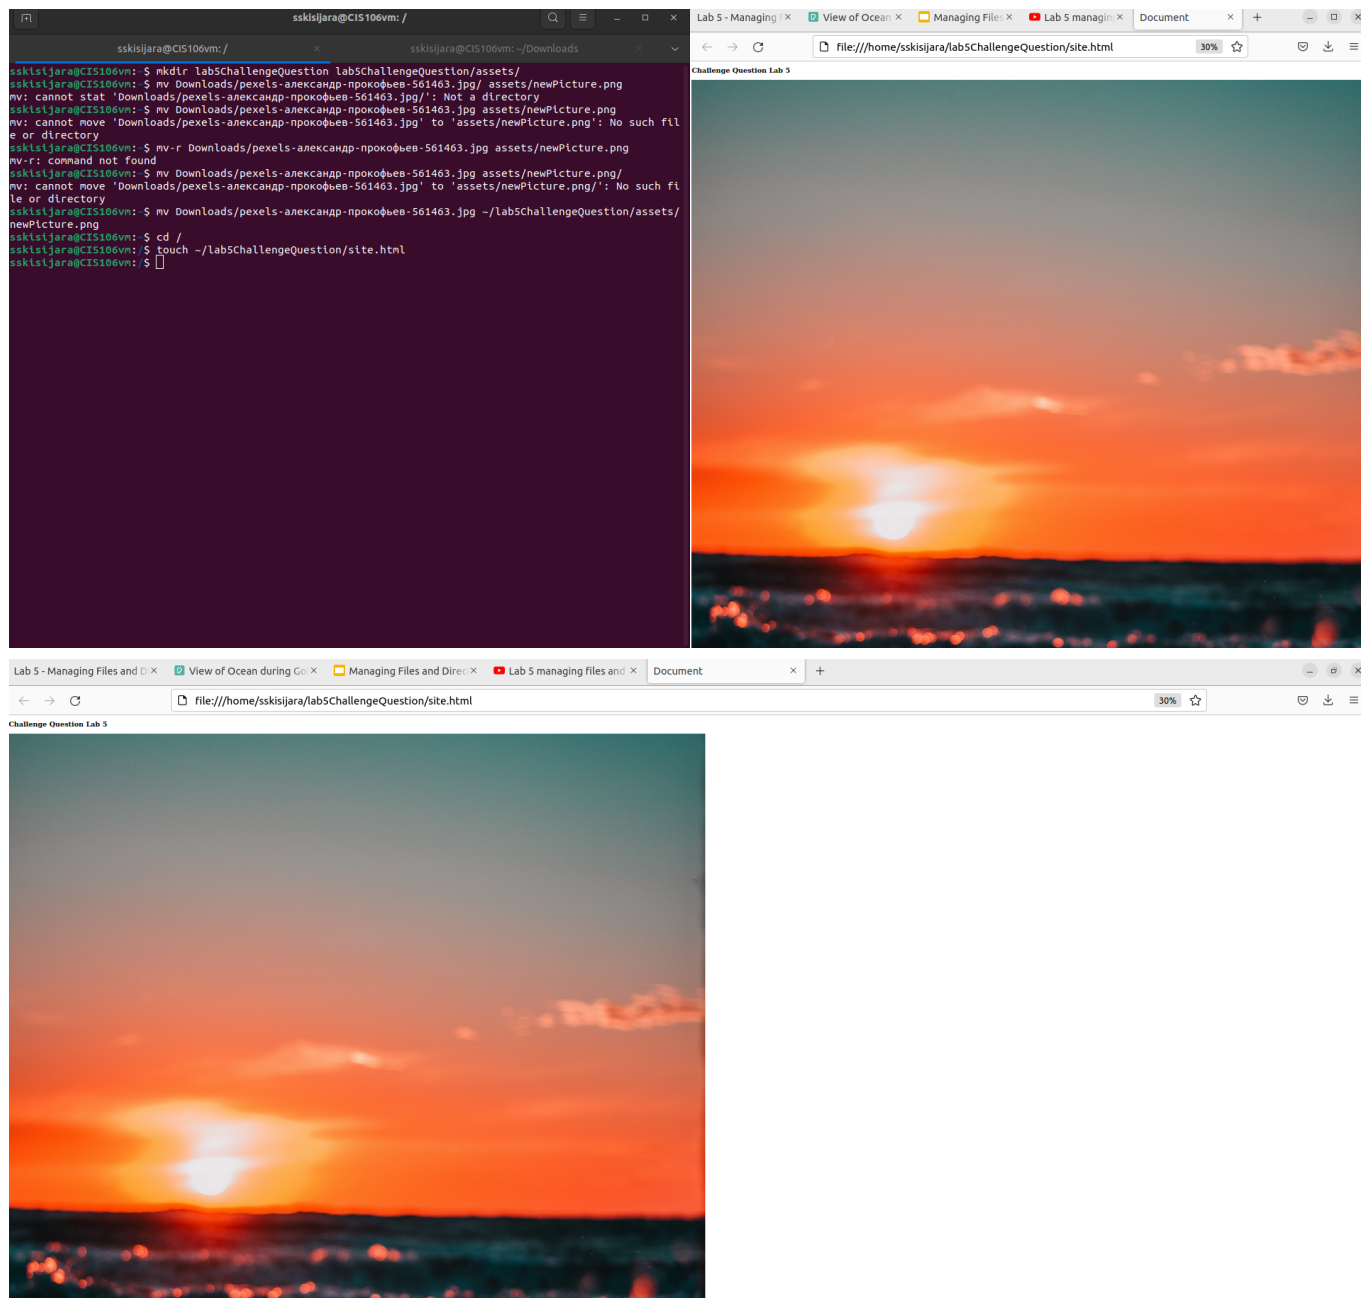 sskisijara@CIS106vm: /
sskisijara@CIS106vm: /
sskisijara@CIS106vm: ~/Downloads
sskisijara@CIS106vm:~$ mkdir lab5ChallengeQuestion lab5ChallengeQuestion/assets/
sskisijara@CIS106vm:~$ mv Downloads/pexels-александр-прокофьев-561463.jpg/ assets/newPicture.png
mv: cannot stat 'Downloads/pexels-александр-прокофьев-561463.jpg/': Not a directory
sskisijara@CIS106vm:~$ mv Downloads/pexels-александр-прокофьев-561463.jpg assets/newPicture.png
mv: cannot move 'Downloads/pexels-александр-прокофьев-561463.jpg' to 'assets/newPicture.png': No such fil
e or directory
sskisijara@CIS106vm:~$ mv-r Downloads/pexels-александр-прокофьев-561463.jpg assets/newPicture.png
mv-r: command not found
sskisijara@CIS106vm:~$ mv Downloads/pexels-александр-прокофьев-561463.jpg assets/newPicture.png/
mv: cannot move 'Downloads/pexels-александр-прокофьев-561463.jpg' to 'assets/newPicture.png/': No such fi
le or directory
sskisijara@CIS106vm:~$ mv Downloads/pexels-александр-прокофьев-561463.jpg ~/lab5ChallengeQuestion/assets/
newPicture.png
sskisijara@CIS106vm:~$ cd /
sskisijara@CIS106vm:/$ touch ~/lab5ChallengeQuestion/site.html
sskisijara@CIS106vm:/$
Lab 5 - Managing
View of Ocean
Managing Files
Lab 5 managin
Document
file:///home/sskisijara/lab5ChallengeQuestion/site.html
30%
Challenge Question Lab 5
Lab 5 - Managing Files and D
View of Ocean during Go
Managing Files and Direc
Lab 5 managing files and
Document
file:///home/sskisijara/lab5ChallengeQuestion/site.html
30%
Challenge Question Lab 5